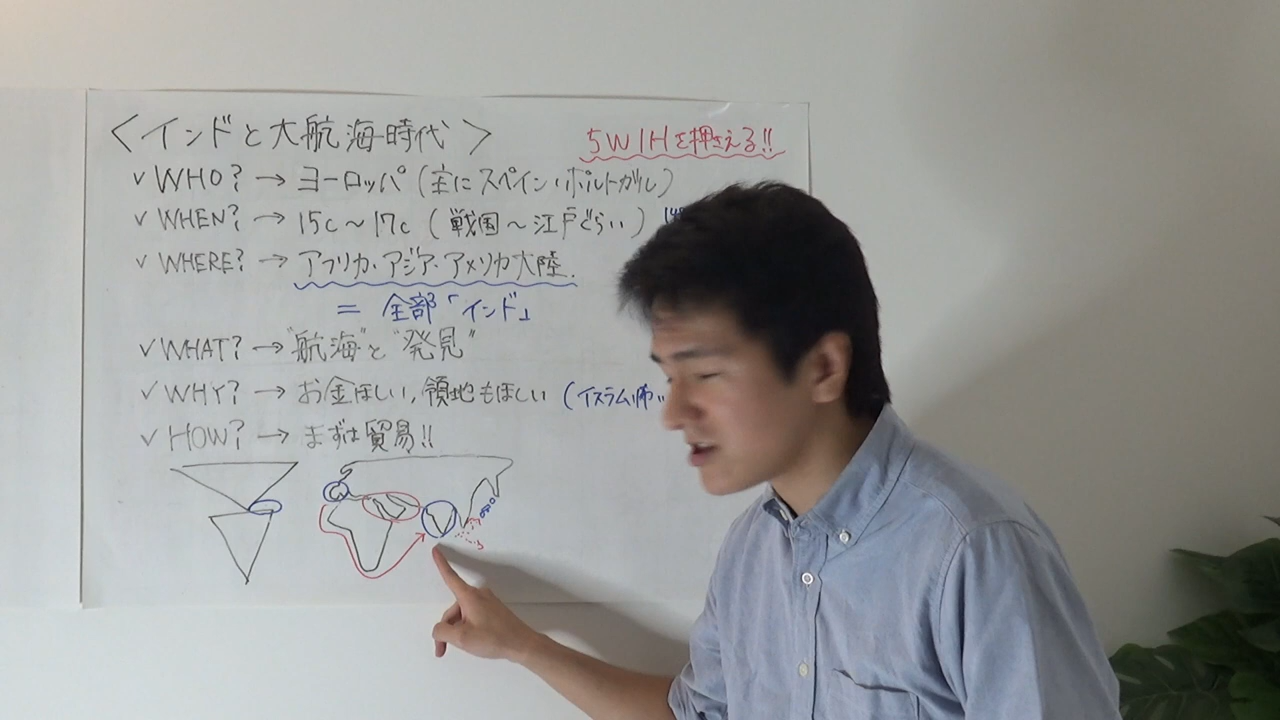 ＜インドと大航海時代＞
5W1Hを押さえる!!
✓ WHO? → ヨーロッパ (主にスペイン、ポルトガル)
✓ WHEN? → 15c～17c (戦国～江戸ぐらい)
✓ WHERE? → アフリカ・アジア・アメリカ大陸.
= 全部「インド」
✓ WHAT? → "航海"と"発見"
✓ WHY? → お金ほしい, 領地もほしい (イスラム
✓ HOW? → まずは貿易!!